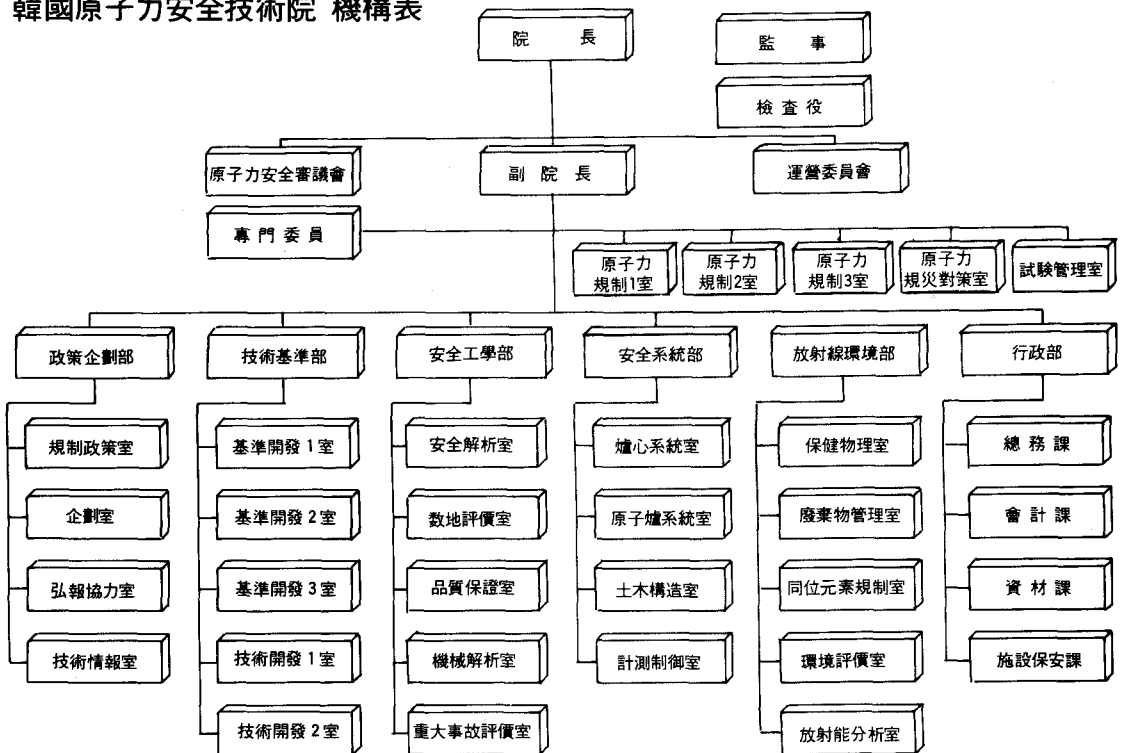 韓國原子力安全技術院 機構表
院 長
監 事
檢査役
原子力安全審議會
副 院 長
運營委員會
專門委員
原子力
規制1室
原子力
規制2室
原子力
規制3室
原子力
規災對策室
試驗管理室
政策企劃部
技術基準部
安全工學部
安全系統部
放射線環境部
行政部
規制政策室
基準開發1室
安全解析室
爐心系統室
保健物理室
總務課
企劃室
基準開發2室
数地評價室
原子爐系統室
廢棄物管理室
會計課
弘報協力室
基準開發3室
品質保證室
土木構造室
同位元素規制室
資材課
技術情報室
技術開發1室
機械解析室
計測制御室
環境評價室
施設保安課
技術開發2室
重大事故評價室
放射能分析室